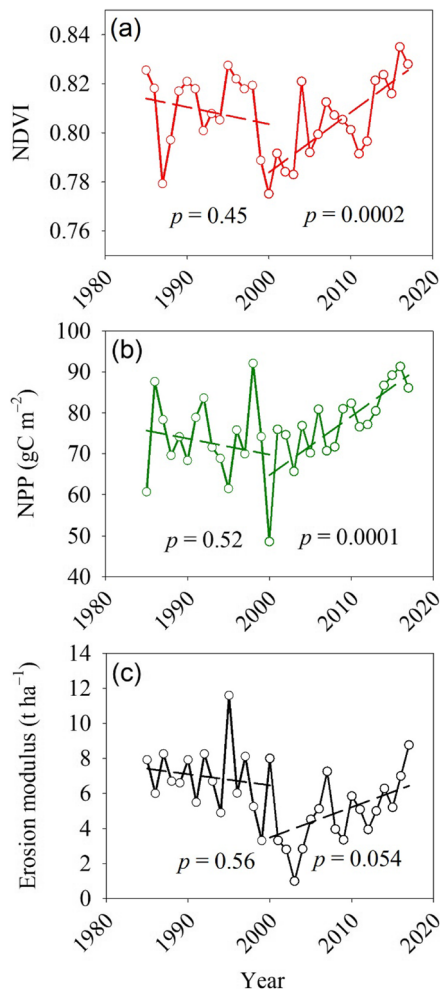 (a)
0.84
0.82
0.80
0.78
0.76
NDVI
p = 0.45
p = 0.0002
1980
1990
2000
2010
2020
(b)
100
90
80
70
60
50
40
NPP (gC m⁻²)
p = 0.52
p = 0.0001
1980
1990
2000
2010
2020
(c)
14
12
10
8
6
4
2
0
Erosion modulus (t ha⁻¹)
p = 0.56
p = 0.054
1980
1990
2000
2010
2020
Year